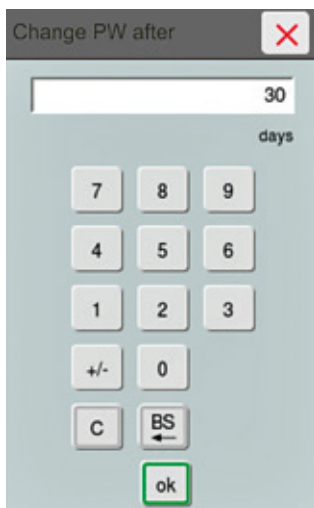 Change PW after
30
days
7 8 9
4 5 6
1 2 3
+/- 0
C BS
ok